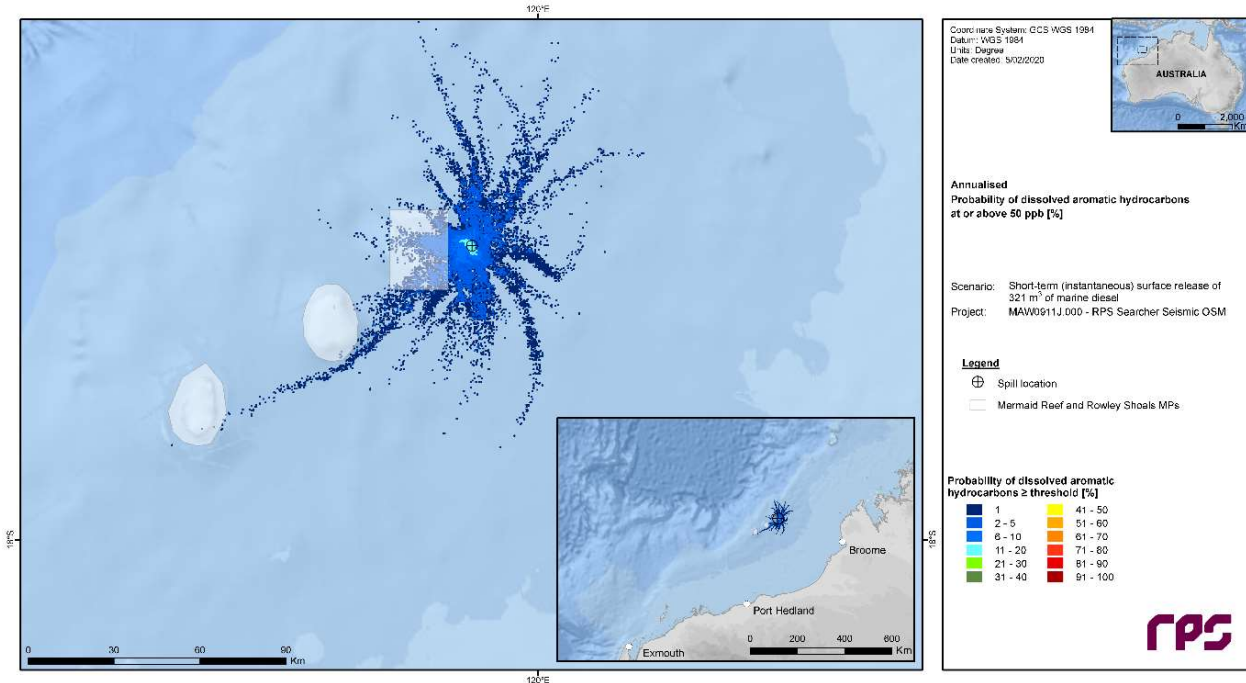 120°E
18°S
18°S
120°E
0 30 60 90
Km
Broome
Port Hedland
Exmouth
0 200 400 600
Km
Coordinate System: GCS WGS 1984
Datum: WGS 1984
Units: Degree
Date created: 5/02/2020
AUSTRALIA
0 2,000
Km
Annualised
Probability of dissolved aromatic hydrocarbons
at or above 50 ppb [%]
Scenario: Short-term (instantaneous) surface release of
321 m³ of marine diesel
Project: MAW0911J.000 - RPS Searcher Seismic OSM
Legend
Spill location
Mermaid Reef and Rowley Shoals MPs
Probability of dissolved aromatic
hydrocarbons ≥ threshold [%]
1
2 - 5
6 - 10
11 - 20
21 - 30
31 - 40
41 - 50
51 - 60
61 - 70
71 - 80
81 - 90
91 - 100
rps